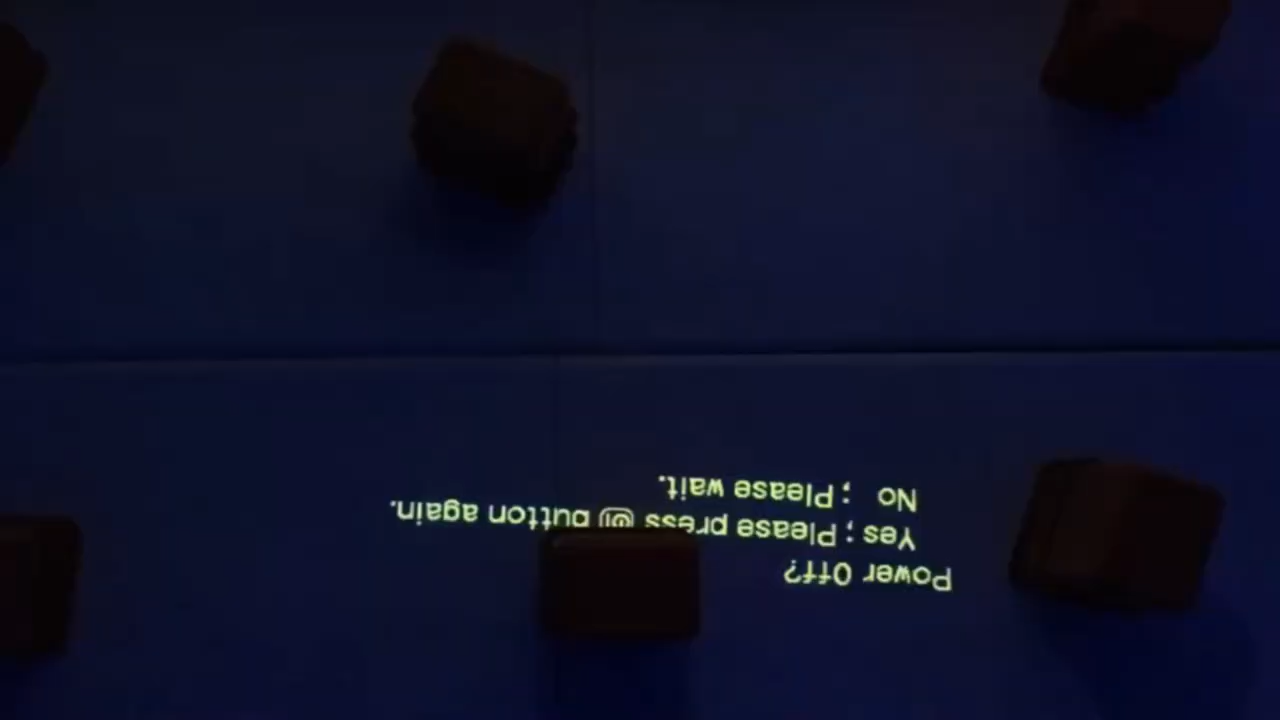 Power Off?
Yes ; Please press button again.
No ; Please wait.